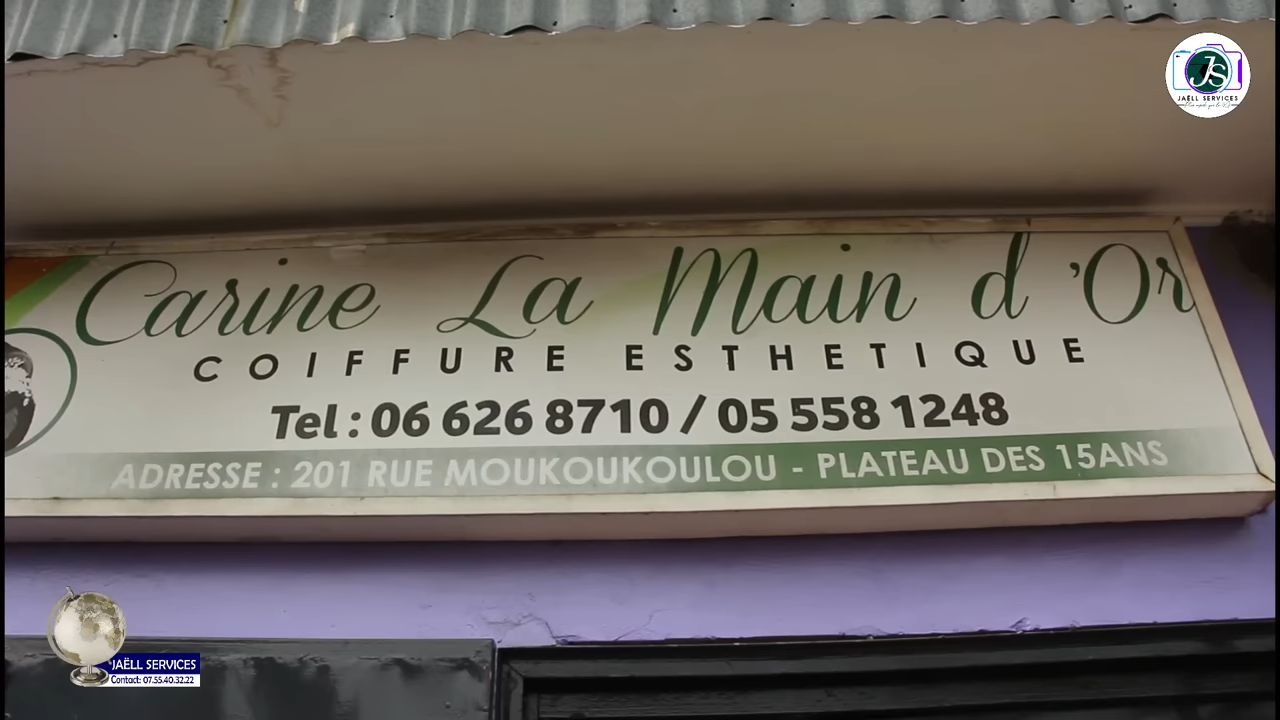 JS
JAËLL SERVICES
Carine La Main d'Or
COIFFURE ESTHETIQUE
Tel : 06 626 8710 / 05 558 1248
ADRESSE : 201 RUE MOUKOUKOULOU - PLATEAU DES 15ANS
JAËLL SERVICES
Contact: 07.55.40.32.22